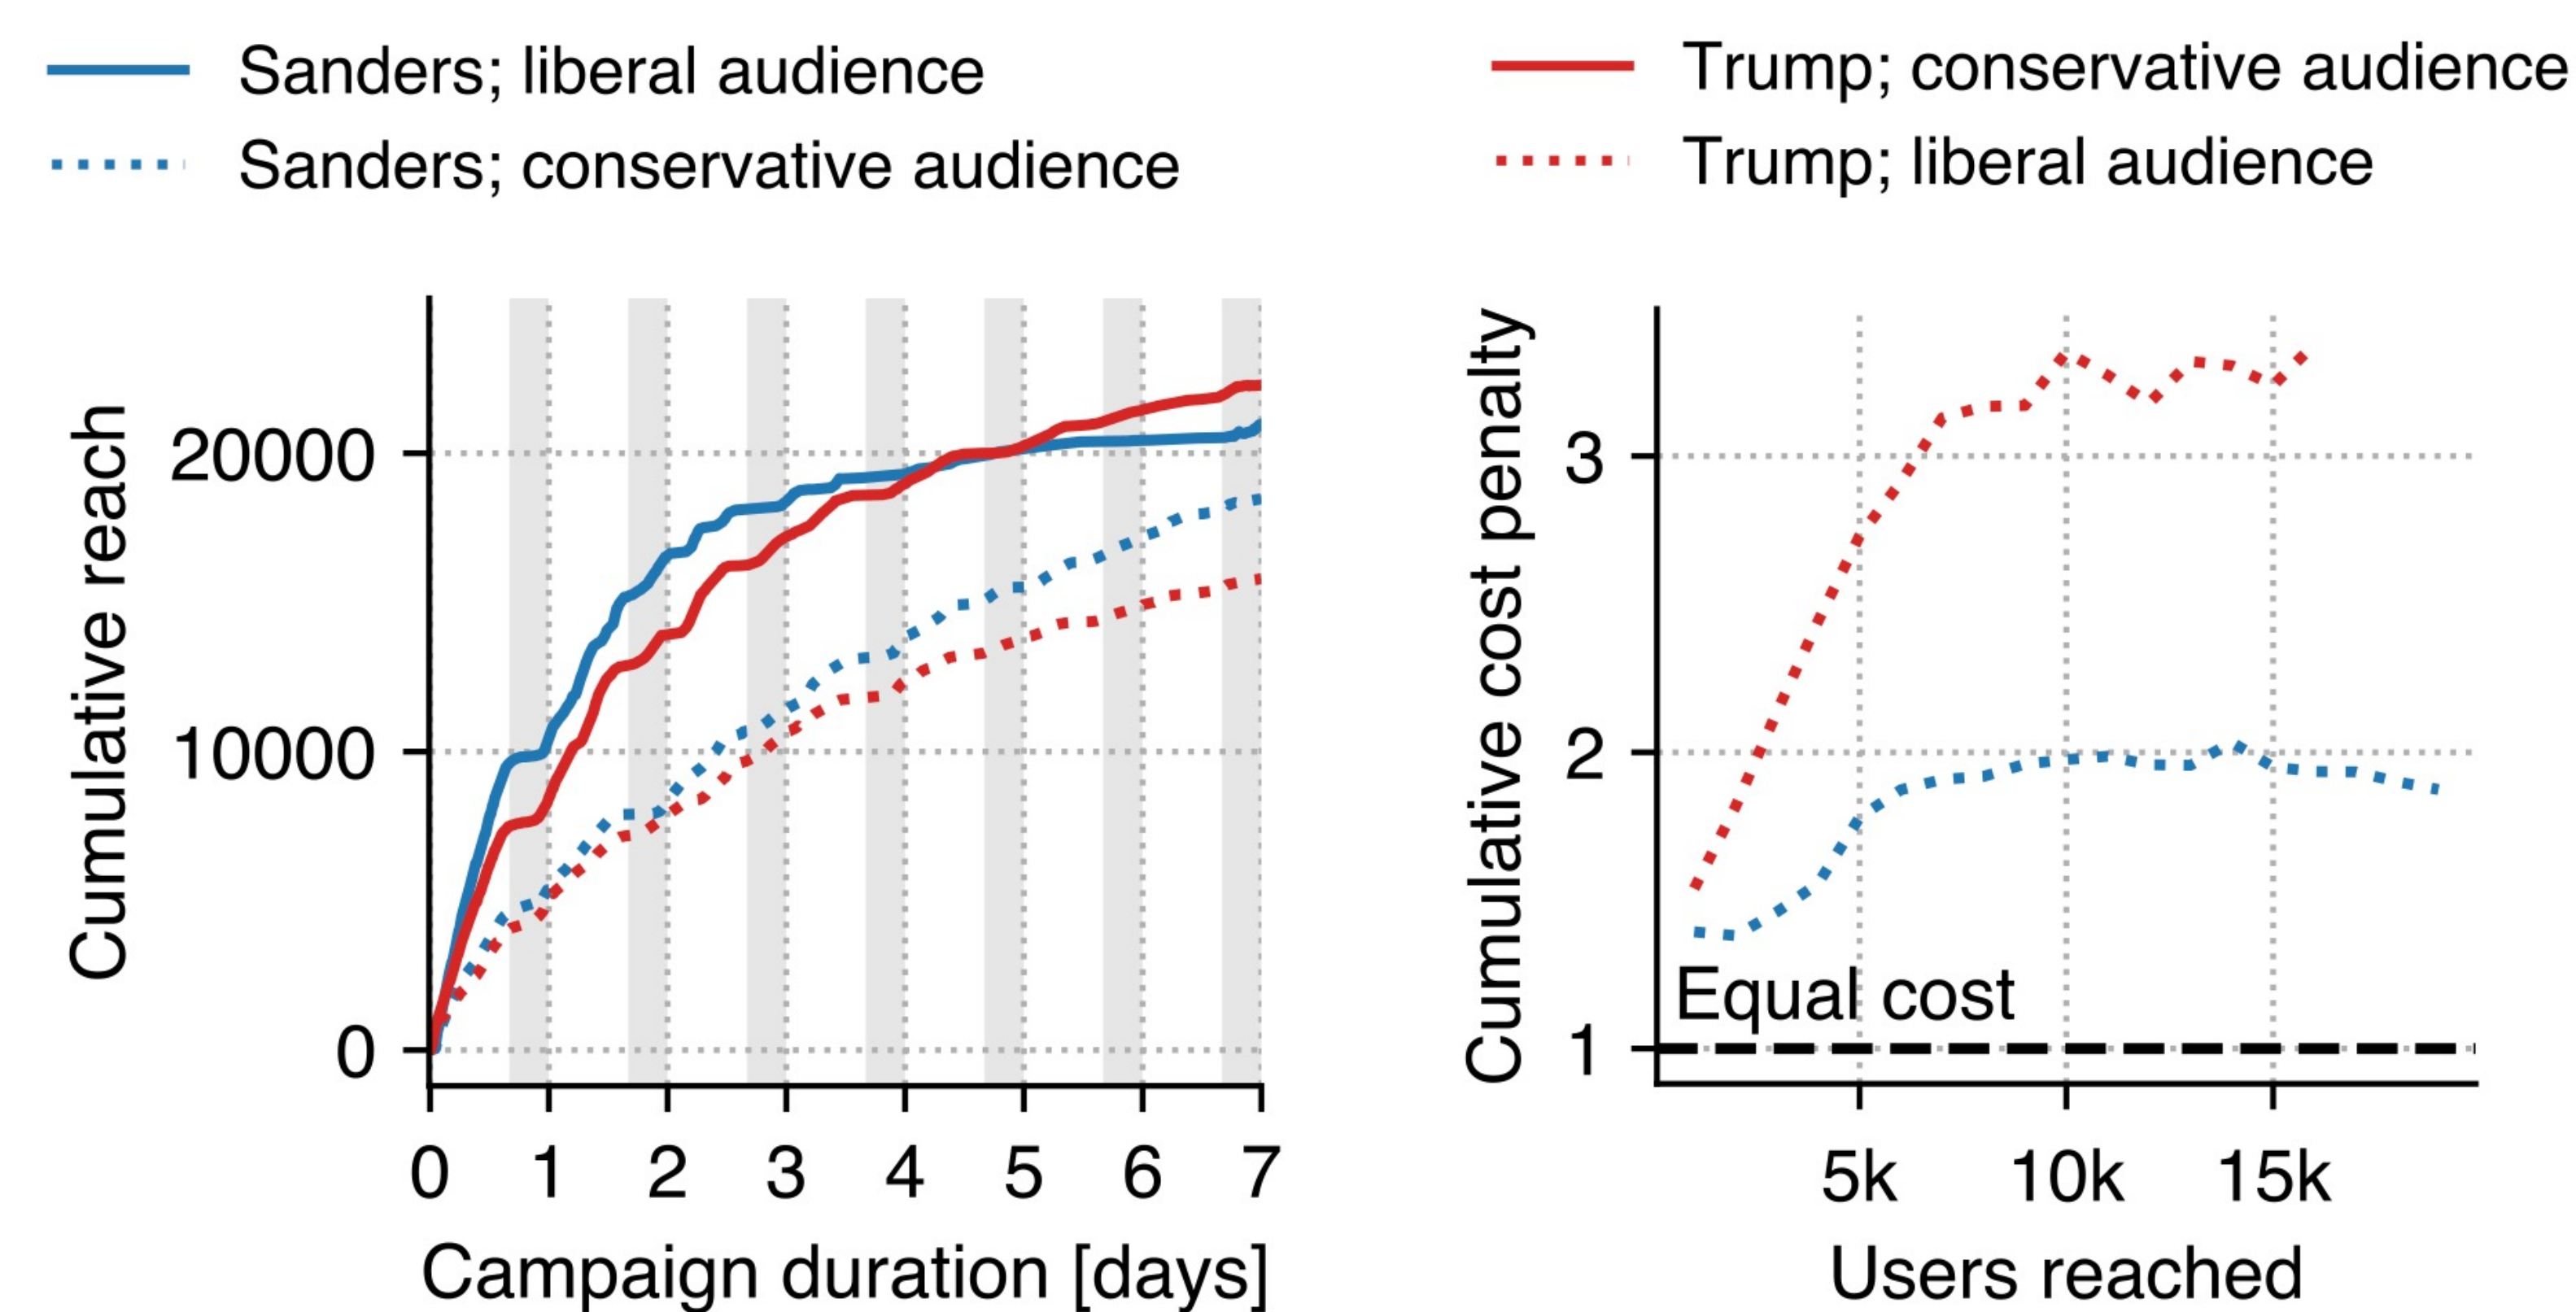 Sanders; liberal audience
Sanders; conservative audience
Trump; conservative audience
Trump; liberal audience
Cumulative reach
20000
10000
0
0 1 2 3 4 5 6 7
Campaign duration [days]
Cumulative cost penalty
3
2
1
Equal cost
5k 10k 15k
Users reached